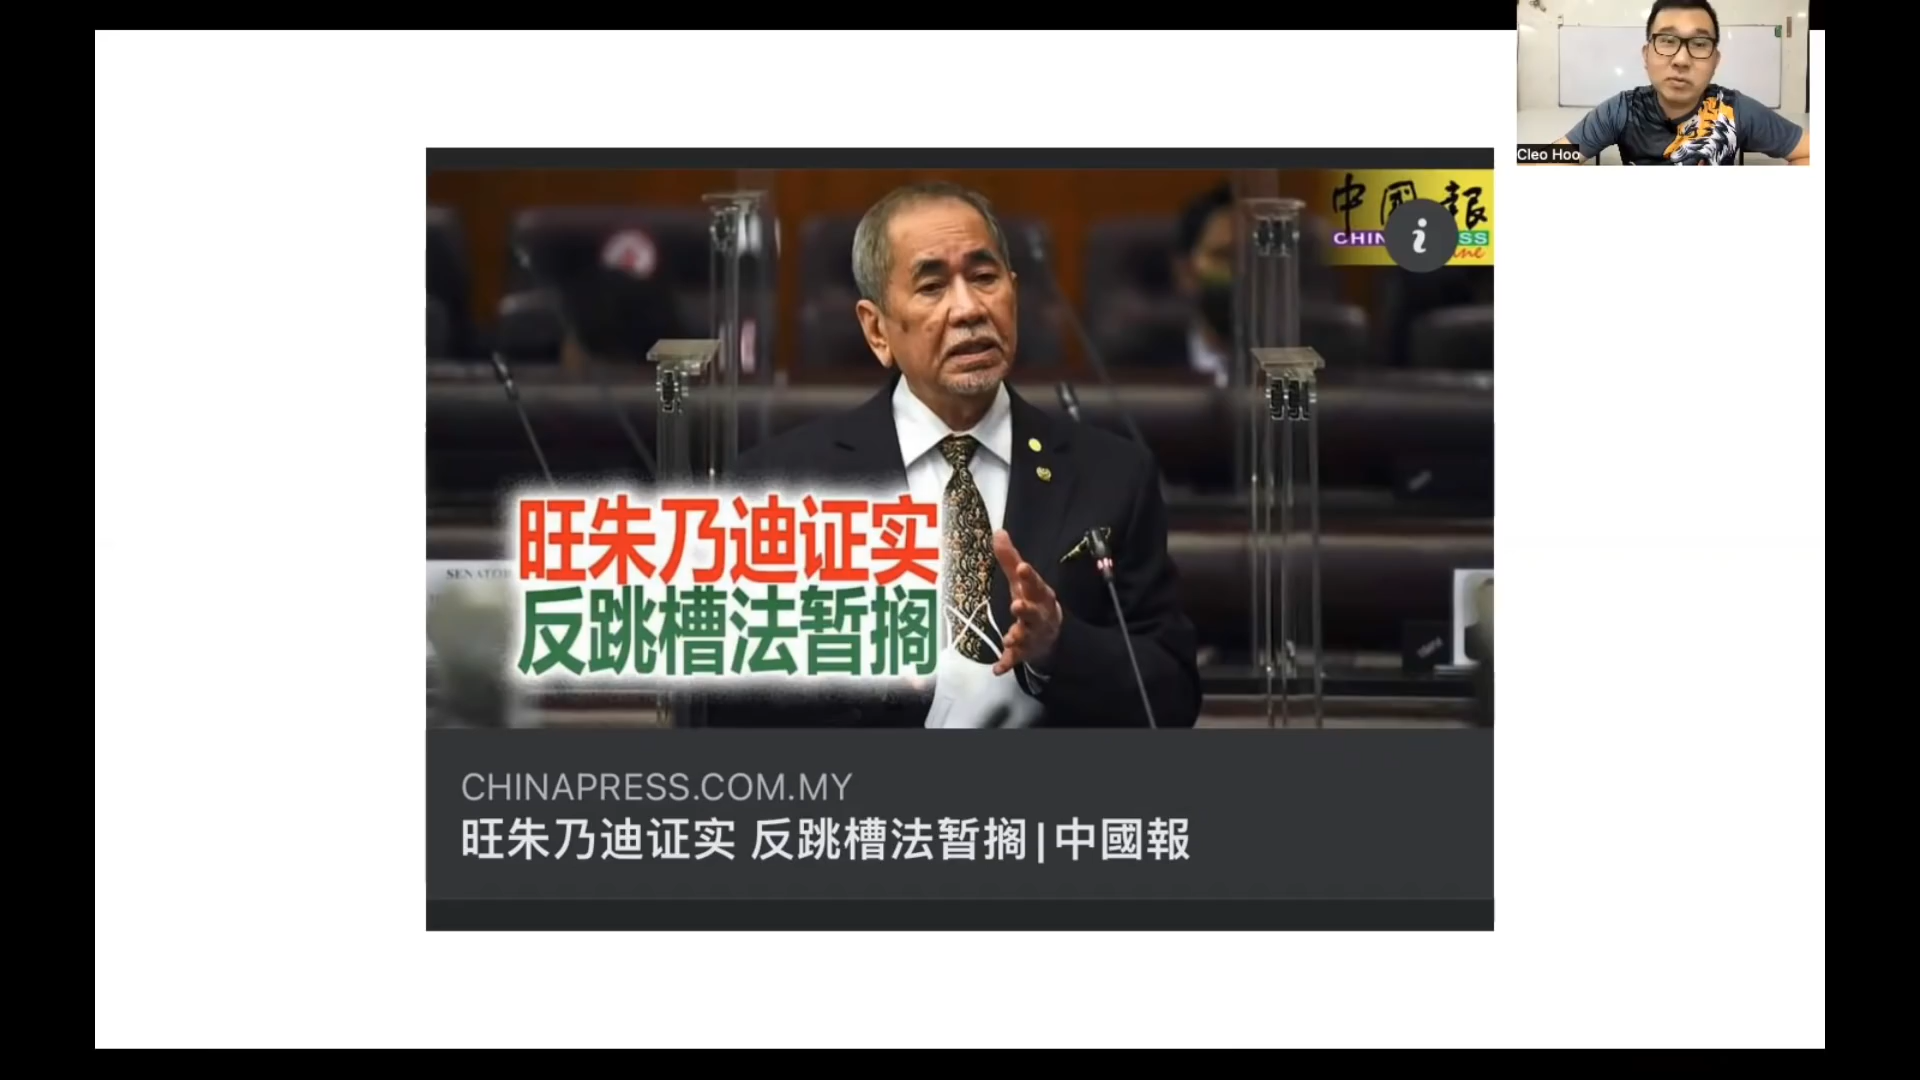 Cleo Hoo
中國報
SENATOR
旺朱乃迪证实
反跳槽法暂搁
CHINAPRESS.COM.MY
旺朱乃迪证实 反跳槽法暂搁|中國報